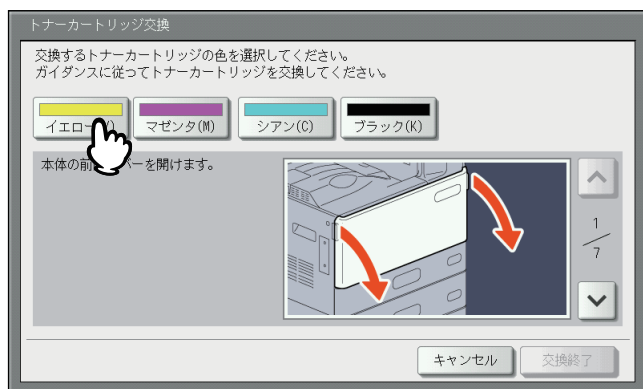 トナーカートリッジ交換
交換するトナーカートリッジの色を選択してください。
ガイダンスに従ってトナーカートリッジを交換してください。
イエロー
マゼンタ(M)
シアン(C)
ブラック(K)
本体の前 バーを開けます。
1
7
キャンセル
交換終了